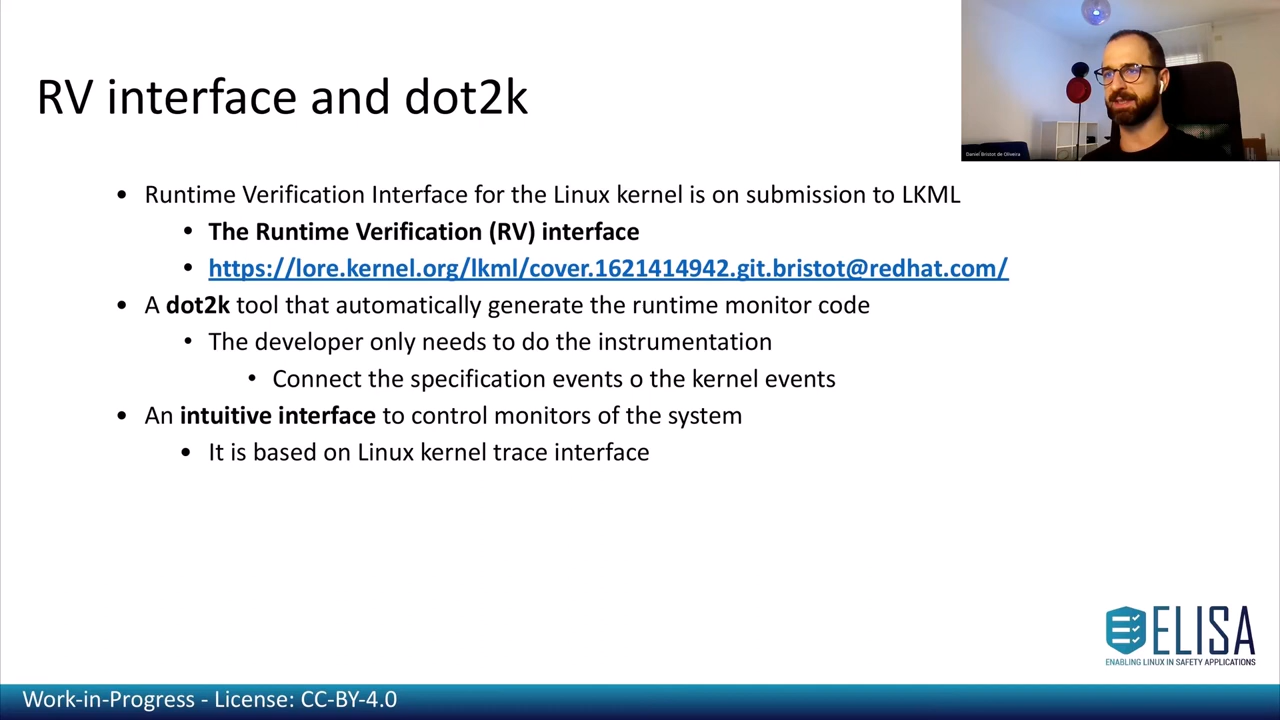 RV interface and dot2k
Daniel Bristot de Oliveira
• Runtime Verification Interface for the Linux kernel is on submission to LKML
• The Runtime Verification (RV) interface
• https://lore.kernel.org/lkml/cover.1621414942.git.bristot@redhat.com/
• A dot2k tool that automatically generate the runtime monitor code
• The developer only needs to do the instrumentation
• Connect the specification events o the kernel events
• An intuitive interface to control monitors of the system
• It is based on Linux kernel trace interface
ELISA
ENABLING LINUX IN SAFETY APPLICATIONS
Work-in-Progress - License: CC-BY-4.0